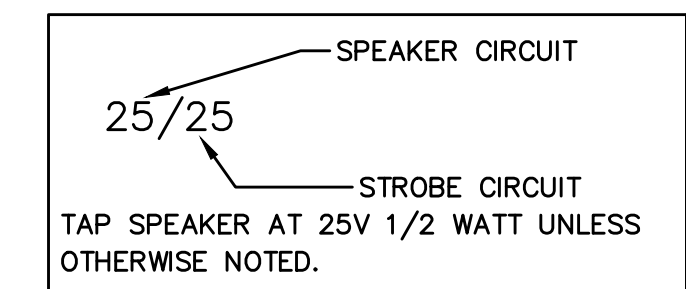 SPEAKER CIRCUIT
25/25
STROBE CIRCUIT
TAP SPEAKER AT 25V 1/2 WATT UNLESS
OTHERWISE NOTED.